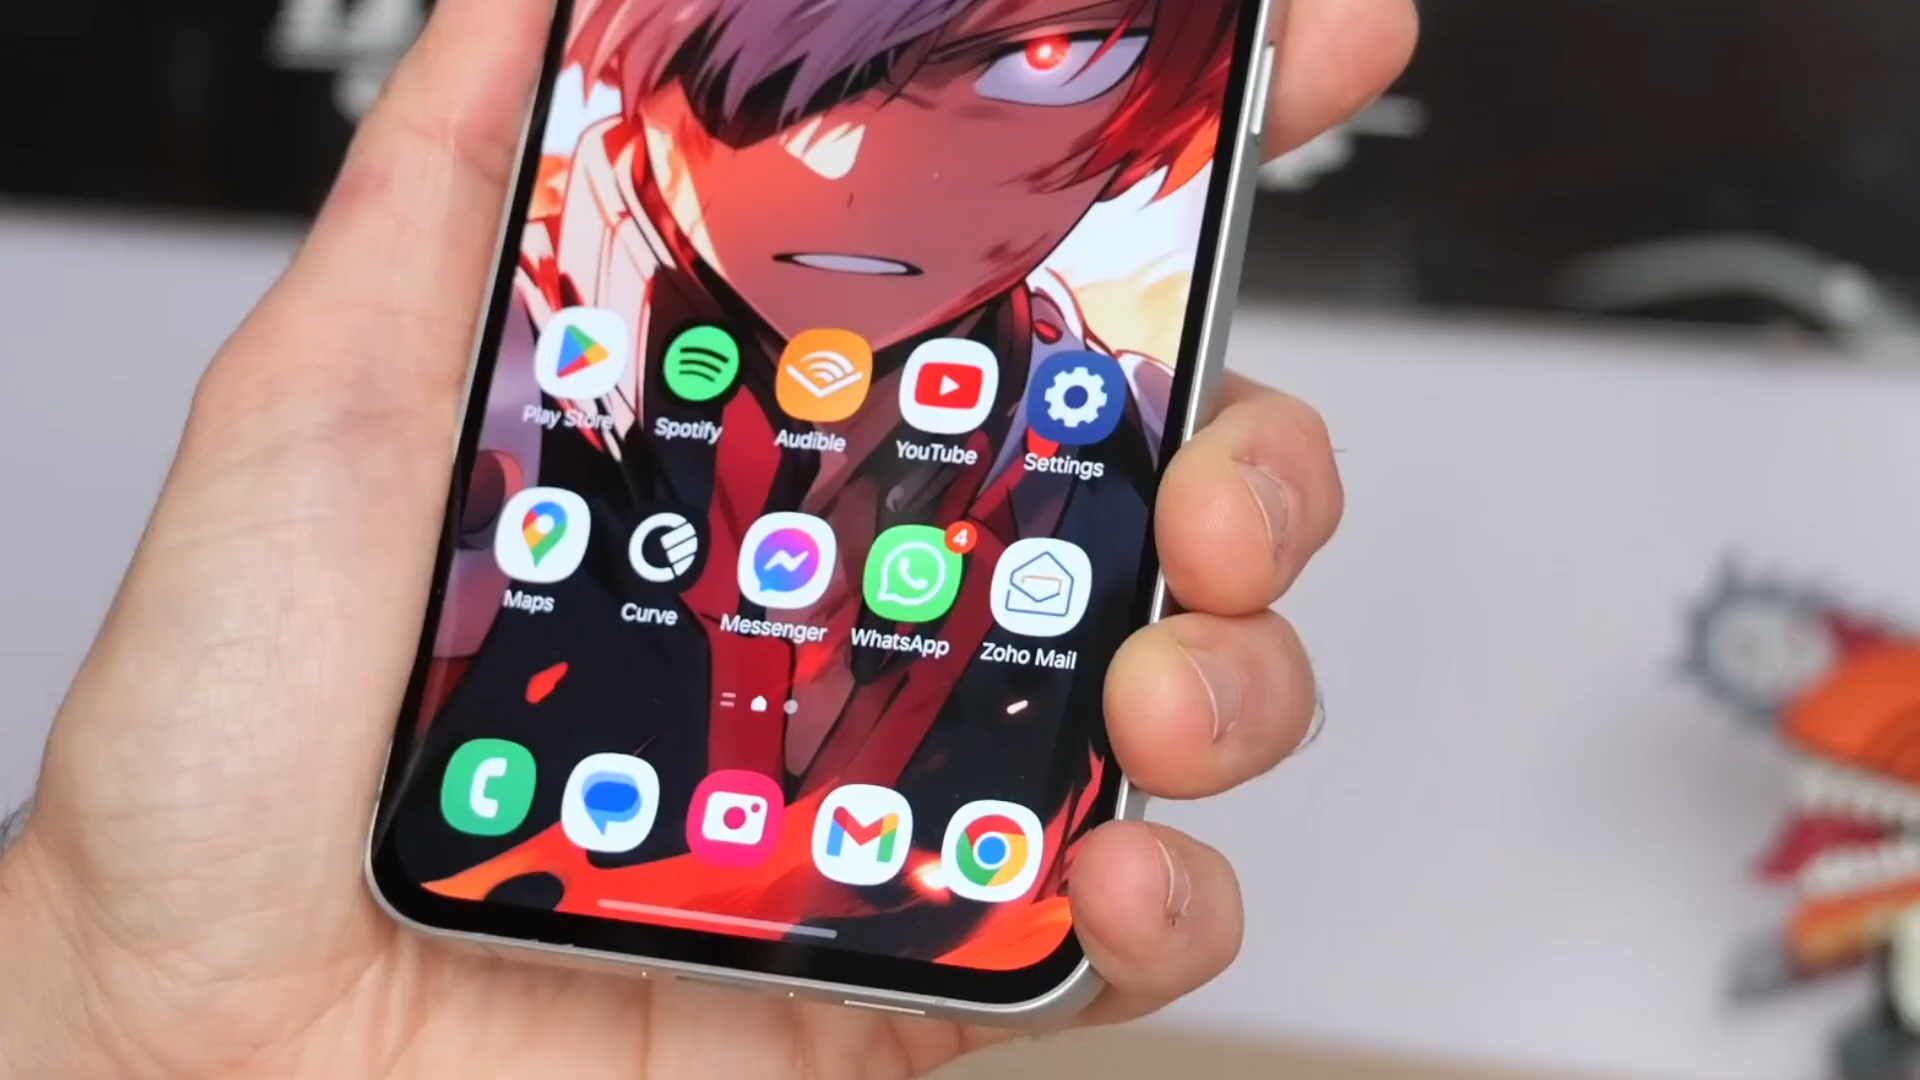 Play Store
Spotify
Audible
YouTube
Settings
4
Maps
Curve
Messenger
WhatsApp
Zoho Mail